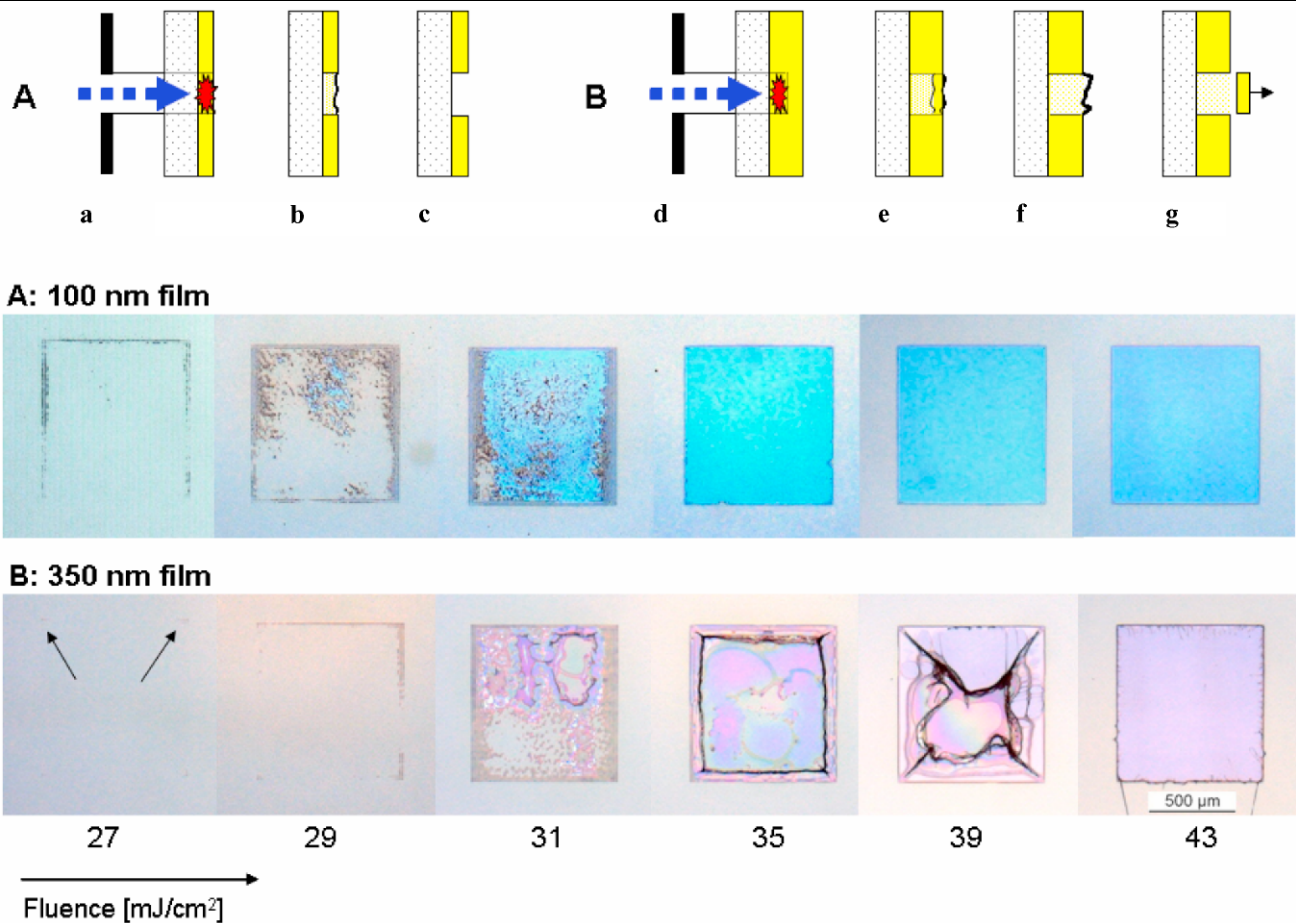 A B
a b c d e f g
A: 100 nm film
B: 350 nm film
500 µm
27 29 31 35 39 43
Fluence [mJ/cm²]